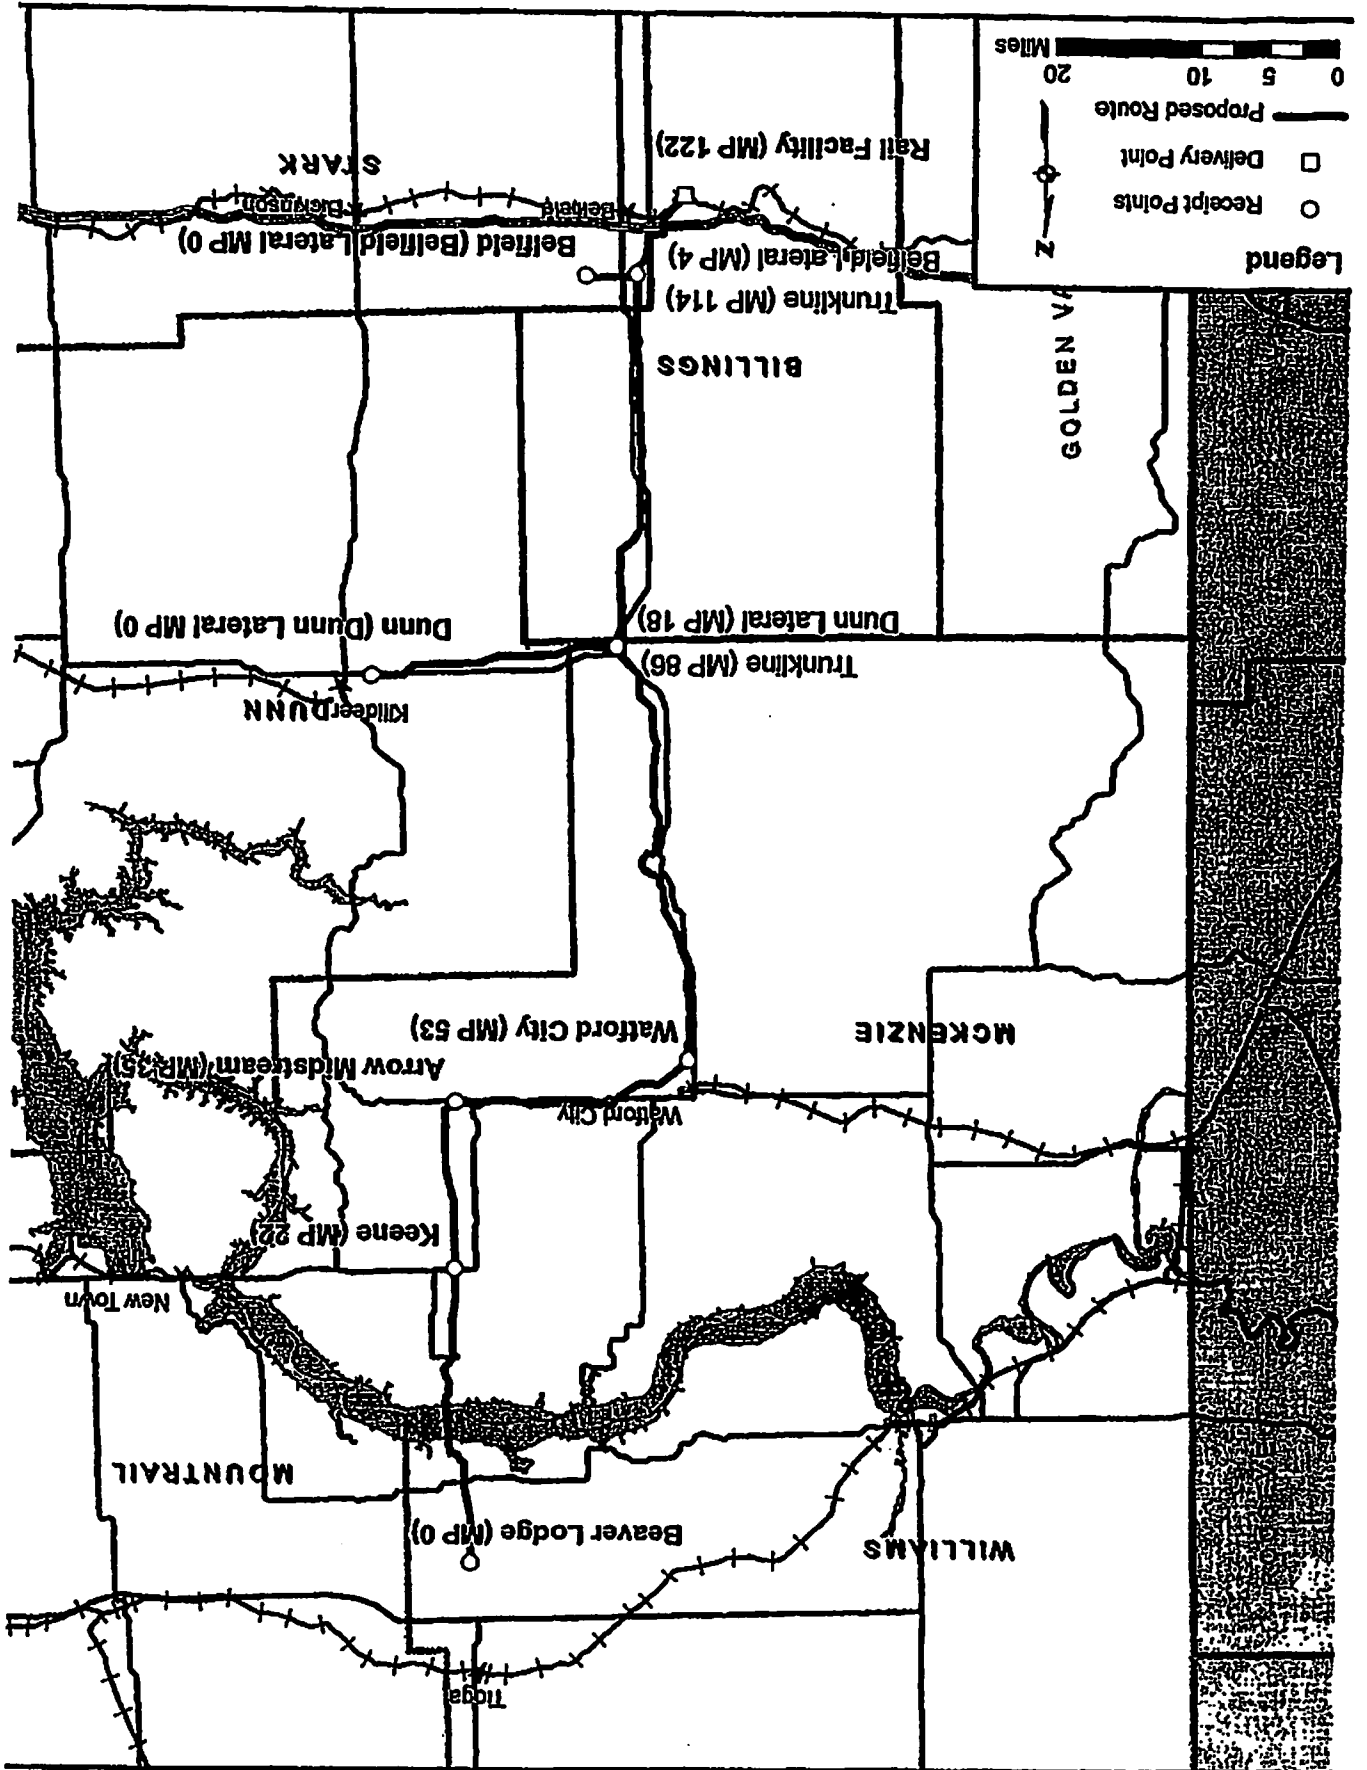 Tioga
WILLIAMS
Beaver Lodge (MP 0)
MOUNTRAIL
New Town
Keene (MP 22)
Watford City
Arrow Midstream (MP 35)
MCKENZIE
Watford City (MP 53)
Killdeer
DUNN
Trunkline (MP 86)
Dunn Lateral (MP 18)
Dunn (Dunn Lateral MP 0)
GOLDEN VA
BILLINGS
Trunkline (MP 114)
Belfield Lateral (MP 4)
Belfield (Belfield Lateral MP 0)
Belfield
Dickinson
STARK
Rail Facility (MP 122)
Legend
Receipt Points
Delivery Point
Proposed Route
N
0 5 10 20
Miles